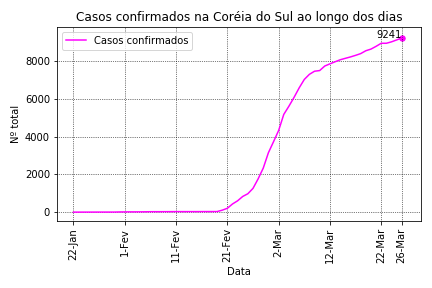 Casos confirmados na Coréia do Sul ao longo dos dias
Casos confirmados
9241
Nº total
8000
6000
4000
2000
0
22-Jan
1-Fev
11-Fev
21-Fev
2-Mar
12-Mar
22-Mar
26-Mar
Data